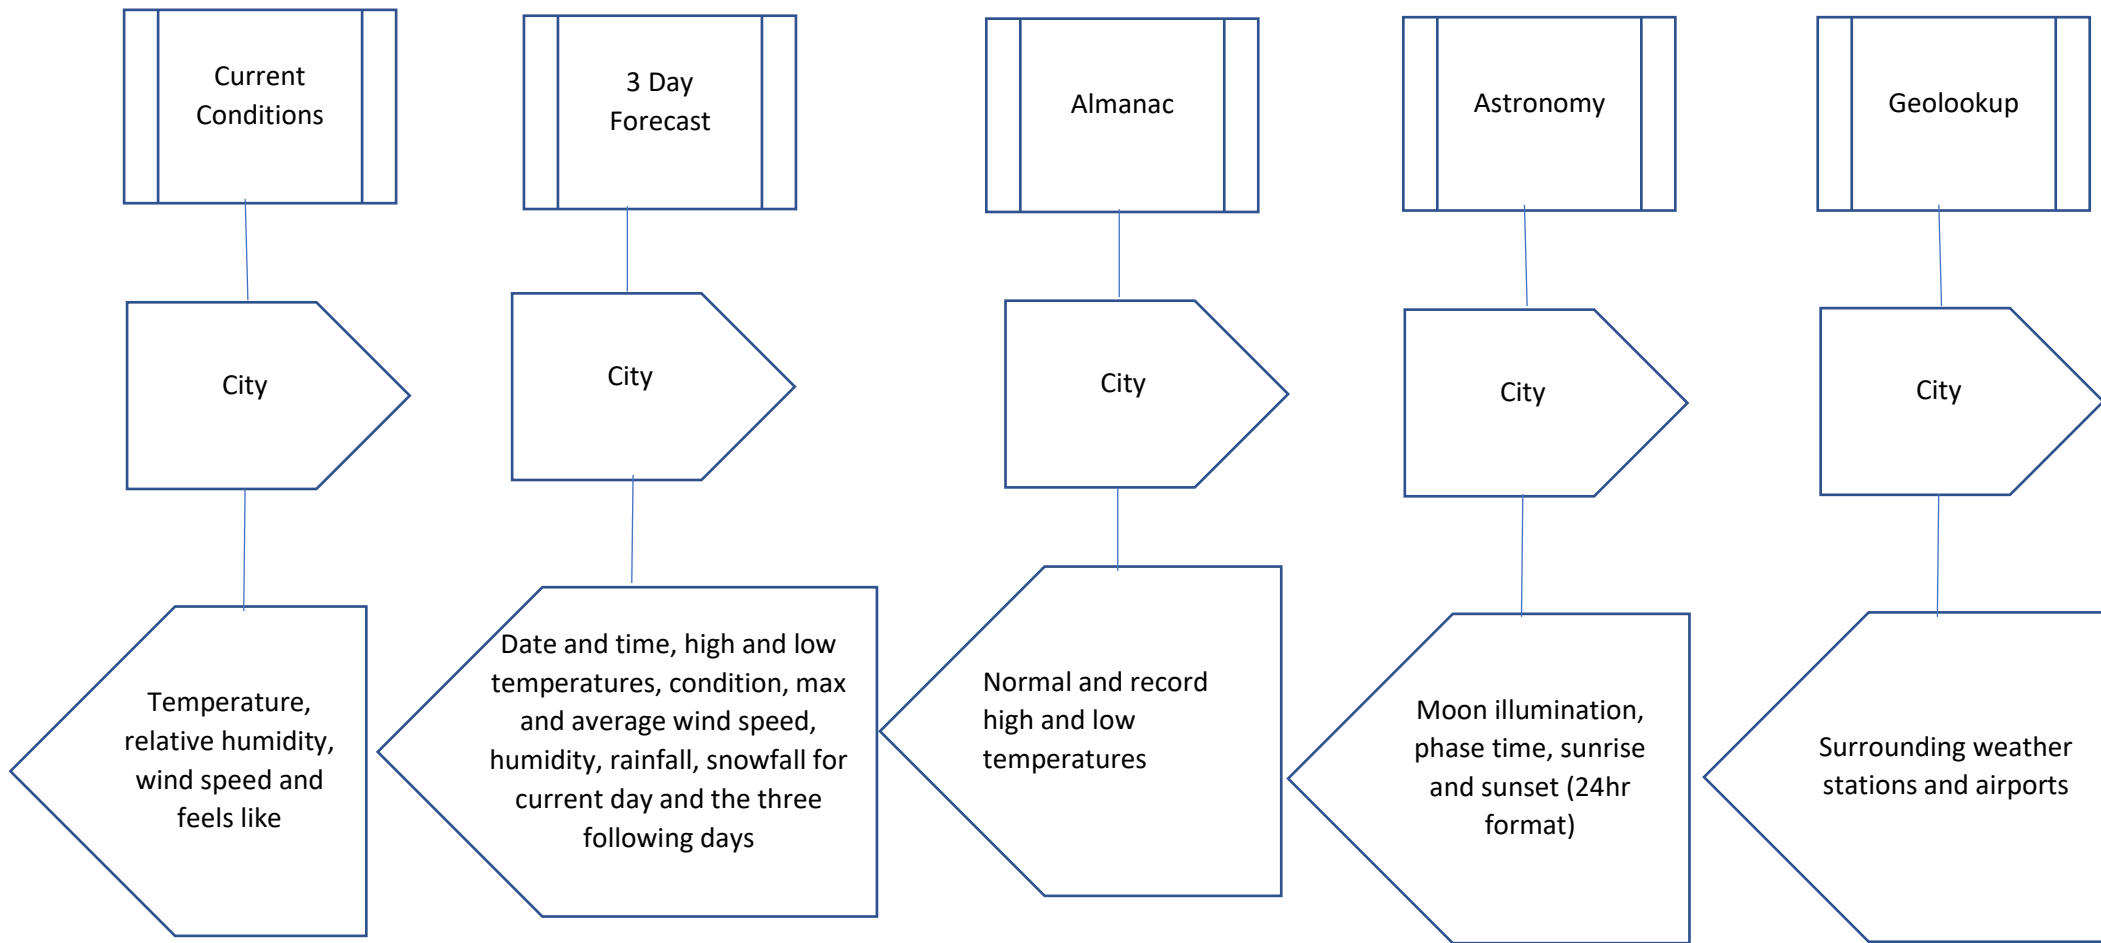 Current
Conditions
3 Day
Forecast
Almanac
Astronomy
Geolookup
City
City
City
City
City
Temperature,
relative humidity,
wind speed and
feels like
Date and time, high and low
temperatures, condition, max
and average wind speed,
humidity, rainfall, snowfall for
current day and the three
following days
Normal and record
high and low
temperatures
Moon illumination,
phase time, sunrise
and sunset (24hr
format)
Surrounding weather
stations and airports